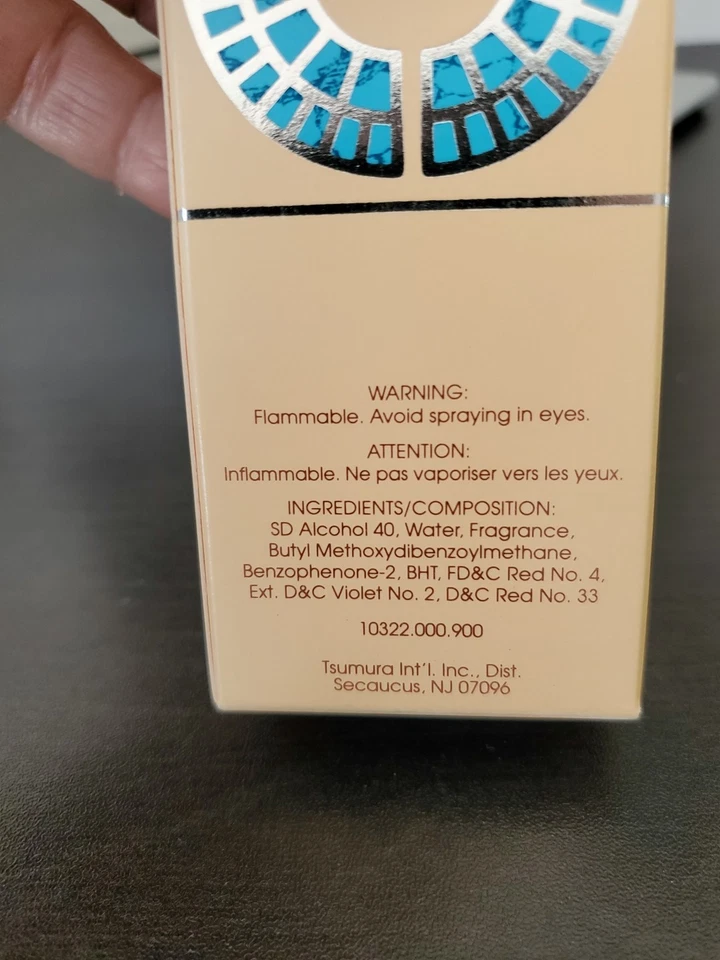 WARNING:
Flammable. Avoid spraying in eyes.
ATTENTION:
Inflammable. Ne pas vaporiser vers les yeux.
INGREDIENTS/COMPOSITION:
SD Alcohol 40, Water, Fragrance,
Butyl Methoxydibenzoylmethane,
Benzophenone-2, BHT, FD&C Red No. 4,
Ext. D&C Violet No. 2, D&C Red No. 33
10322.000.900
Tsumura Int'l. Inc., Dist.
Secaucus, NJ 07096